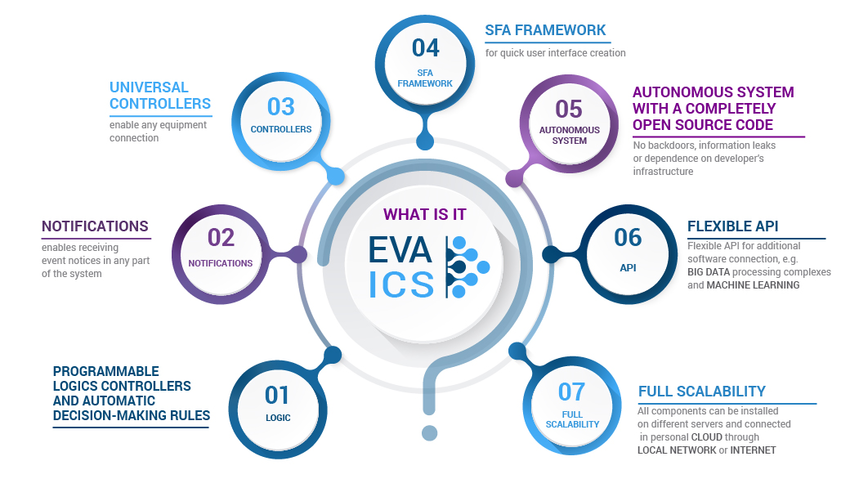 04
SFA
FRAMEWORK
SFA FRAMEWORK
for quick user interface creation
UNIVERSAL
CONTROLLERS
enable any equipment
connection
03
CONTROLLERS
05
AUTONOMOUS
SYSTEM
AUTONOMOUS SYSTEM
WITH A COMPLETELY
OPEN SOURCE CODE
No backdoors, information leaks
or dependence on developer's
infrastructure
NOTIFICATIONS
enables receiving
event notices in any part
of the system
02
NOTIFICATIONS
WHAT IS IT
EVA
ICS
06
API
FLEXIBLE API
Flexible API for additional
software connection, e.g.
BIG DATA processing complexes
and MACHINE LEARNING
PROGRAMMABLE
LOGICS CONTROLLERS
AND AUTOMATIC
DECISION-MAKING RULES
01
LOGIC
07
FULL
SCALABILITY
FULL SCALABILITY
All components can be installed
on different servers and connected
in personal CLOUD through
LOCAL NETWORK or INTERNET